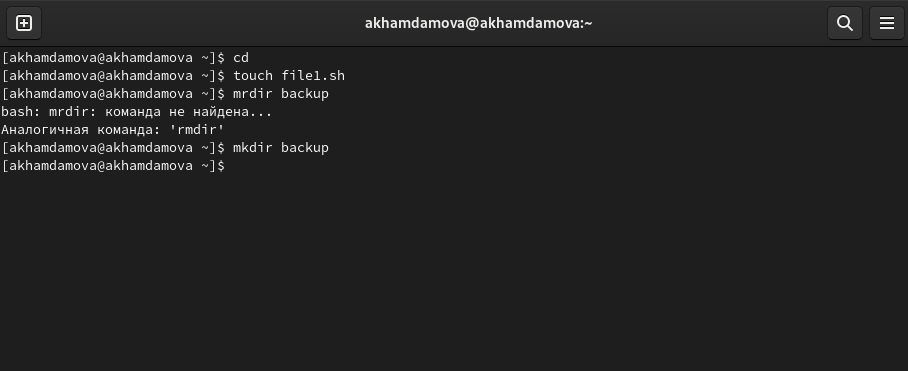 akhamdamova@akhamdamova:~
[akhamdamova@akhamdamova ~]$ cd
[akhamdamova@akhamdamova ~]$ touch file1.sh
[akhamdamova@akhamdamova ~]$ mrdir backup
bash: mrdir: команда не найдена...
Аналогичная команда: 'rmdir'
[akhamdamova@akhamdamova ~]$ mkdir backup
[akhamdamova@akhamdamova ~]$